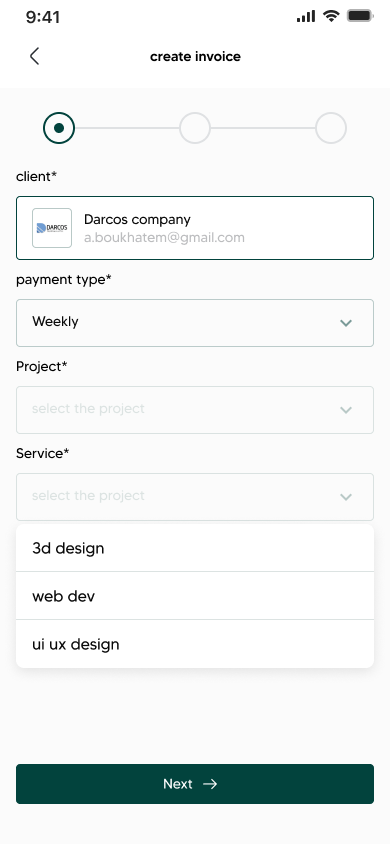 9:41
create invoice
client*
DARCOS
Darcos company
a.boukhatem@gmail.com
payment type*
Weekly
Project*
select the project
Service*
select the project
3d design
web dev
ui ux design
Next